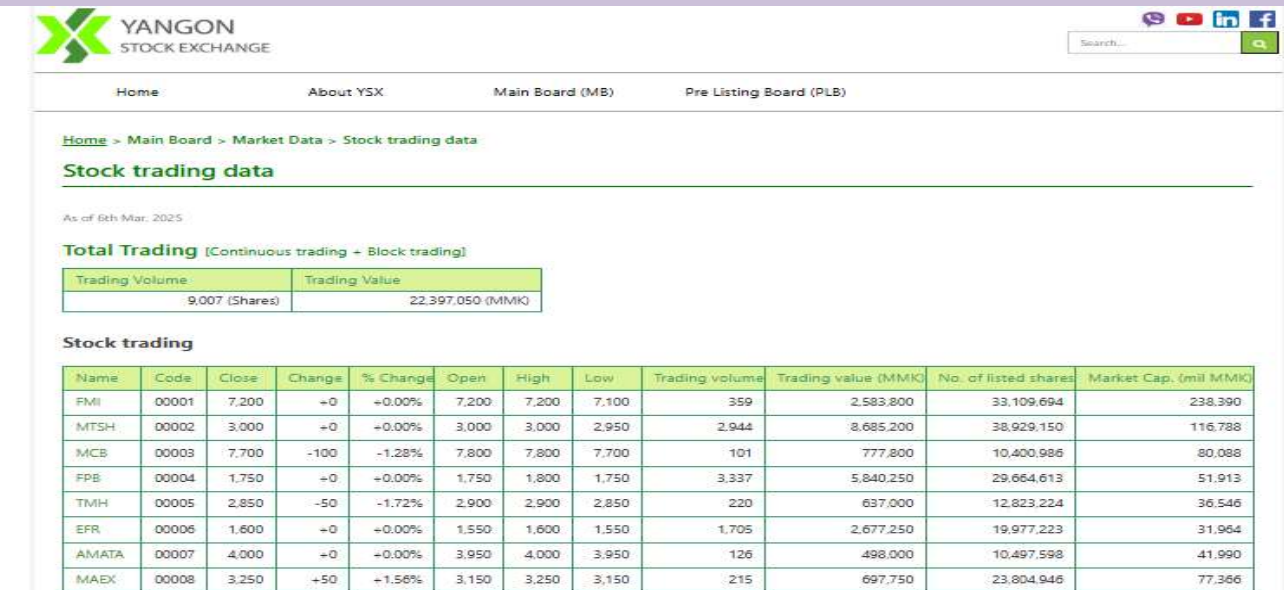 YANGON
STOCK EXCHANGE
Search...
Home About YSX Main Board (MB) Pre Listing Board (PLB)
Home > Main Board > Market Data > Stock trading data
Stock trading data
As of 6th Mar, 2025
Total Trading [Continuous trading + Block trading]
Trading Volume Trading Value
9,007 (Shares) 22,397,050 (MMK)
Stock trading
Name Code Close Change % Change Open High Low Trading volume Trading value (MMK) No. of listed shares Market Cap. (mil MMK)
FMI 00001 7,200 +0 +0.00% 7,200 7,200 7,100 359 2,583,800 33,109,694 238,390
MTSH 00002 3,000 +0 +0.00% 3,000 3,000 2,950 2,944 8,685,200 38,929,150 116,788
MCB 00003 7,700 -100 -1.28% 7,800 7,800 7,700 101 777,800 10,400,986 80,088
FPB 00004 1,750 +0 +0.00% 1,750 1,800 1,750 3,337 5,840,250 29,664,613 51,913
TMH 00005 2,850 -50 -1.72% 2,900 2,900 2,850 220 637,000 12,823,224 36,546
EFR 00006 1,600 +0 +0.00% 1,550 1,600 1,550 1,705 2,677,250 19,977,223 31,964
AMATA 00007 4,000 +0 +0.00% 3,950 4,000 3,950 126 498,000 10,497,598 41,990
MAEX 00008 3,250 +50 +1.56% 3,150 3,250 3,150 215 697,750 23,804,946 77,366